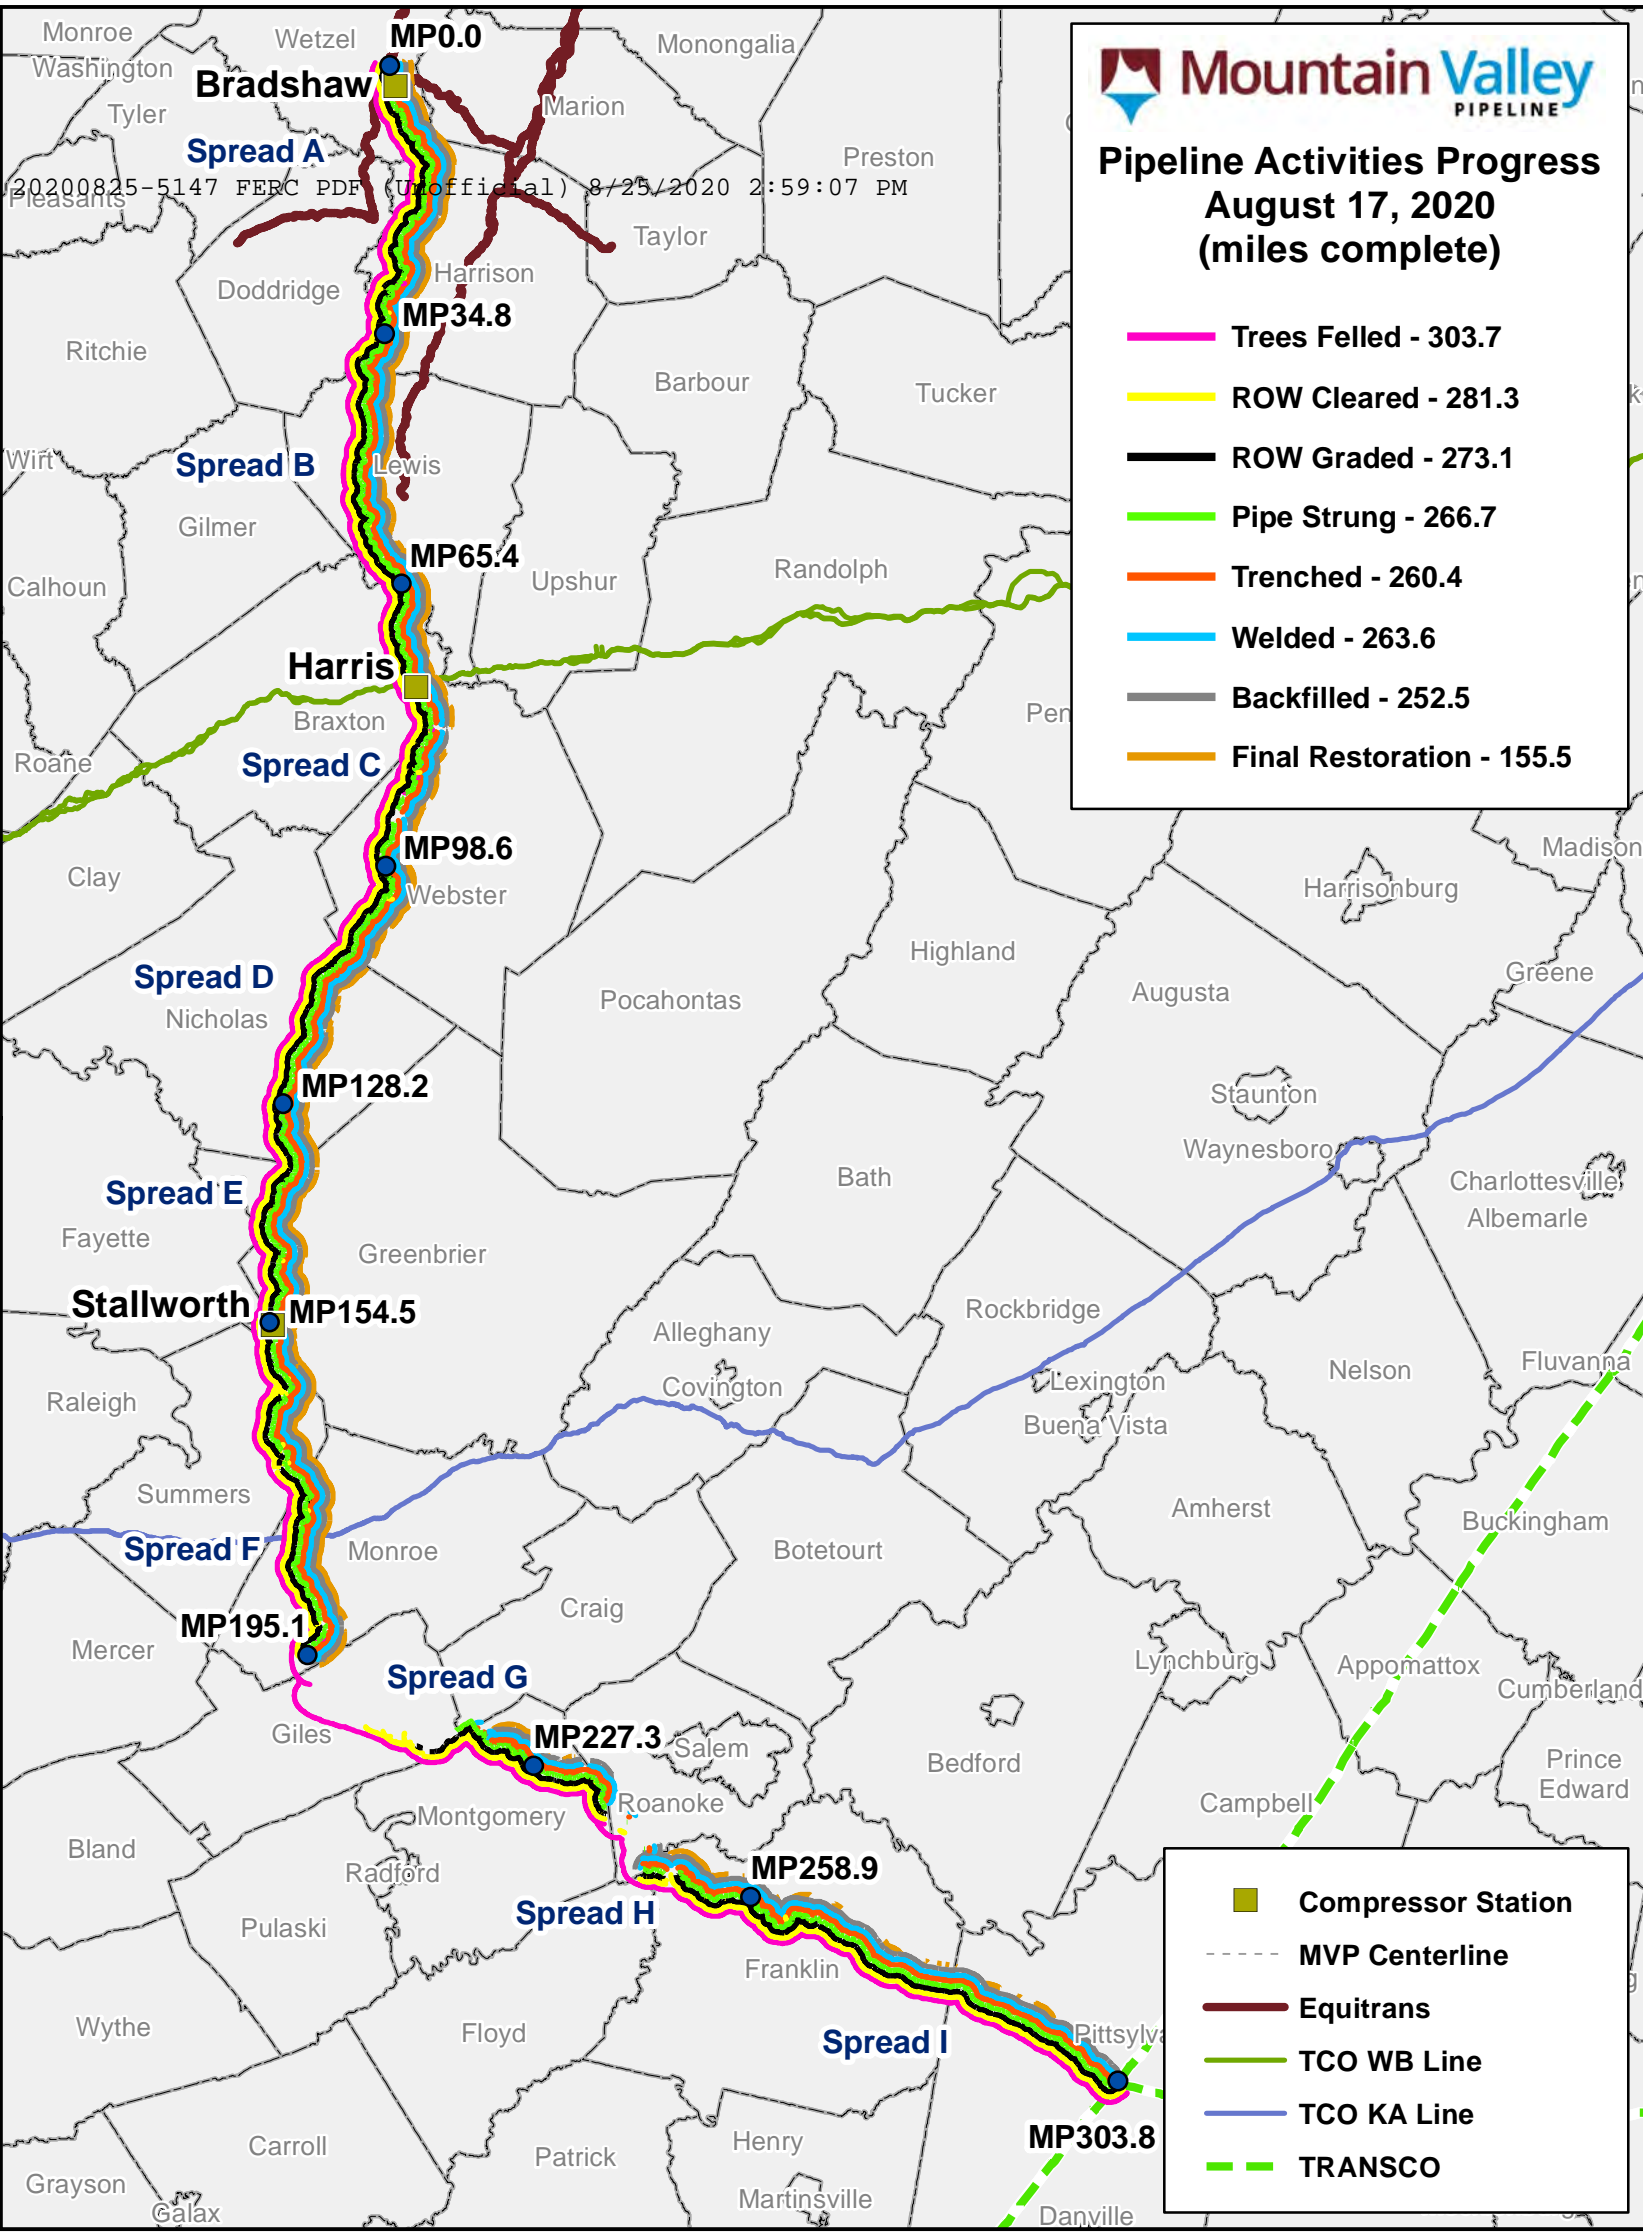 Monroe
Wetzel
MP0.0
Monongalia
Washington
Bradshaw
Tyler
Marion
Spread A
Preston
20200825-5147 FERC PDF (Unofficial) 8/25/2020 2:59:07 PM
Pleasants
Taylor
Doddridge
Harrison
MP34.8
Ritchie
Barbour
Tucker
Wirt
Spread B
Lewis
Gilmer
MP65.4
Calhoun
Upshur
Randolph
Harris
Braxton
Roane
Spread C
MP98.6
Clay
Webster
Spread D
Nicholas
Pocahontas
Highland
MP128.2
Spread E
Fayette
Greenbrier
Bath
Stallworth
MP154.5
Raleigh
Alleghany
Covington
Rockbridge
Summers
Spread F
Monroe
Botetourt
Craig
MP195.1
Mercer
Spread G
Giles
MP227.3
Salem
Montgomery
Roanoke
Bland
Radford
MP258.9
Pulaski
Spread H
Franklin
Wythe
Floyd
Spread I
Pittsylva
MP303.8
Carroll
Patrick
Henry
Grayson
Galax
Martinsville
Danville
Mountain Valley
PIPELINE
Pipeline Activities Progress
August 17, 2020
(miles complete)
Trees Felled - 303.7
ROW Cleared - 281.3
ROW Graded - 273.1
Pipe Strung - 266.7
Trenched - 260.4
Welded - 263.6
Backfilled - 252.5
Final Restoration - 155.5
Pen
Madison
Harrisonburg
Greene
Augusta
Staunton
Waynesboro
Charlottesville
Albemarle
Lexington
Buena Vista
Nelson
Fluvanna
Amherst
Buckingham
Lynchburg
Appomattox
Cumberland
Bedford
Campbell
Prince
Edward
Compressor Station
MVP Centerline
Equitrans
TCO WB Line
TCO KA Line
TRANSCO